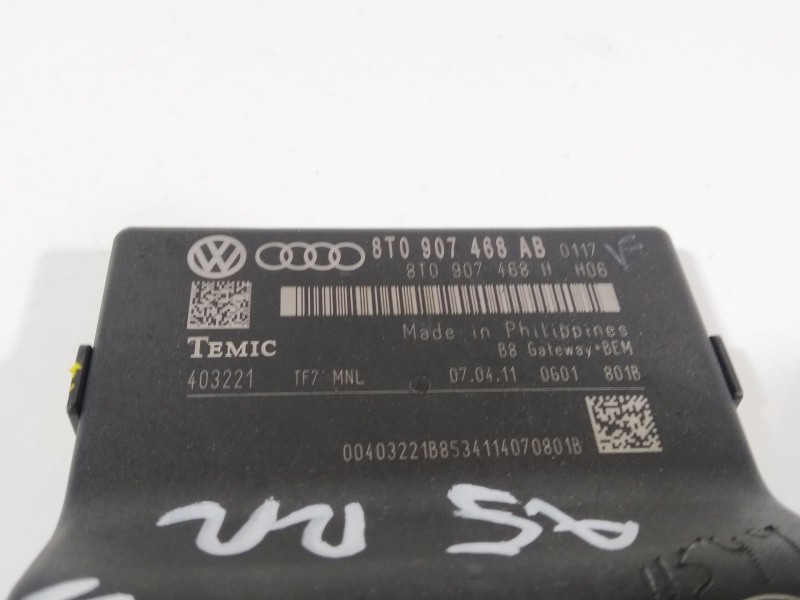 8T0 907 468 AB 0117 VF
8T0 907 468 H H06
Made in Philippines
TEMIC
B8 Gateway+BEM
403221 TF7 MNL 07.04.11 0601 801B
00403221B8534114070801B